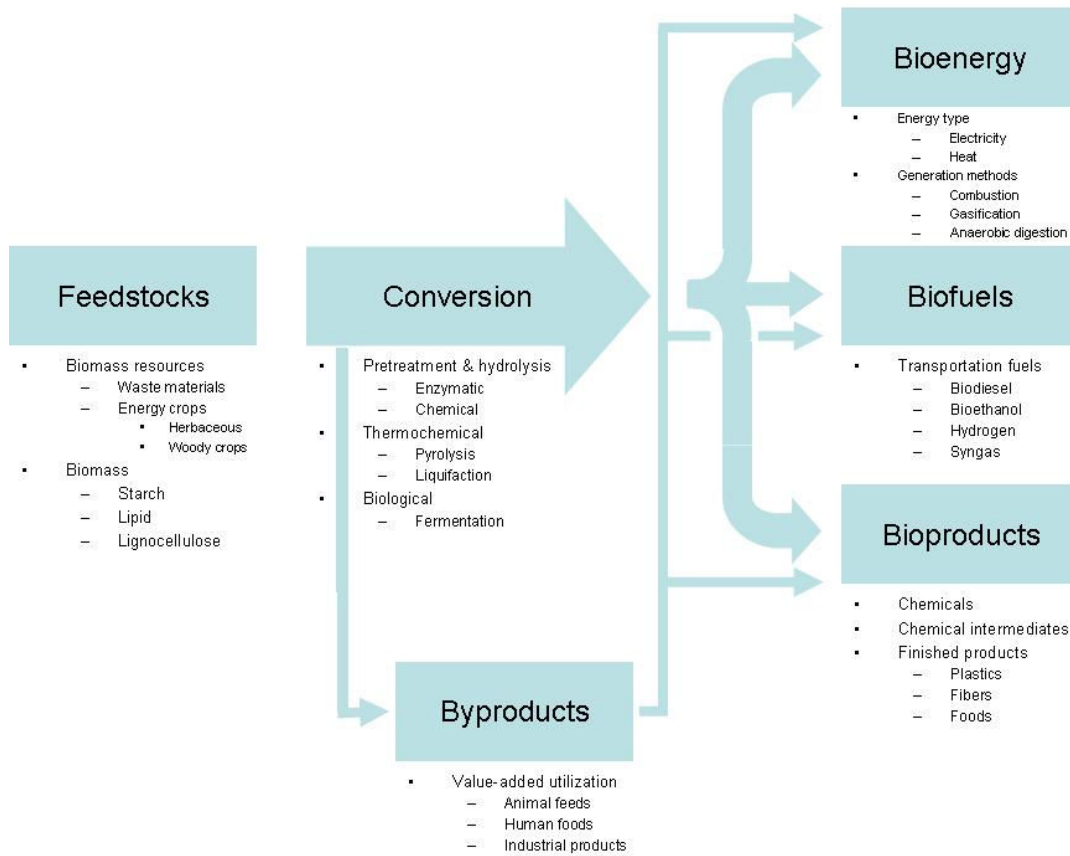 Feedstocks
▪ Biomass resources
– Waste materials
– Energy crops
▪ Herbaceous
▪ Woody crops
▪ Biomass
– Starch
– Lipid
– Lignocellulose
Conversion
▪ Pretreatment & hydrolysis
– Enzymatic
– Chemical
▪ Thermochemical
– Pyrolysis
– Liquifaction
▪ Biological
– Fermentation
Byproducts
▪ Value-added utilization
– Animal feeds
– Human foods
– Industrial products
Bioenergy
▪ Energy type
– Electricity
– Heat
▪ Generation methods
– Combustion
– Gasification
– Anaerobic digestion
Biofuels
▪ Transportation fuels
– Biodiesel
– Bioethanol
– Hydrogen
– Syngas
Bioproducts
▪ Chemicals
▪ Chemical intermediates
▪ Finished products
– Plastics
– Fibers
– Foods